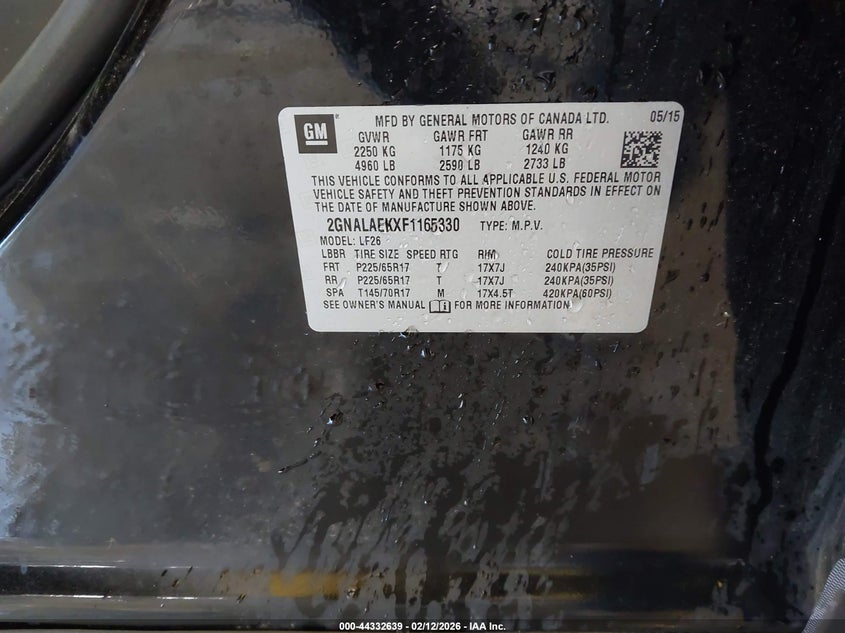 GM
MFD BY GENERAL MOTORS OF CANADA LTD. 05/15
GVWR GAWR FRT GAWR RR
2250 KG 1175 KG 1240 KG
4960 LB 2590 LB 2733 LB
THIS VEHICLE CONFORMS TO ALL APPLICABLE U.S. FEDERAL MOTOR
VEHICLE SAFETY AND THEFT PREVENTION STANDARDS IN EFFECT ON
THE DATE OF MANUFACTURE SHOWN ABOVE.
2GNALAEKXF1165330 TYPE: M.P.V.
MODEL: LF26
LBBR TIRE SIZE SPEED RTG RIM COLD TIRE PRESSURE
FRT P225/65R17 T 17X7J 240KPA(35PSI)
RR P225/65R17 T 17X7J 240KPA(35PSI)
SPA T145/70R17 M 17X4.5T 420KPA(60PSI)
SEE OWNER'S MANUAL FOR MORE INFORMATION
000-44332639 - 02/12/2026 - IAA Inc.